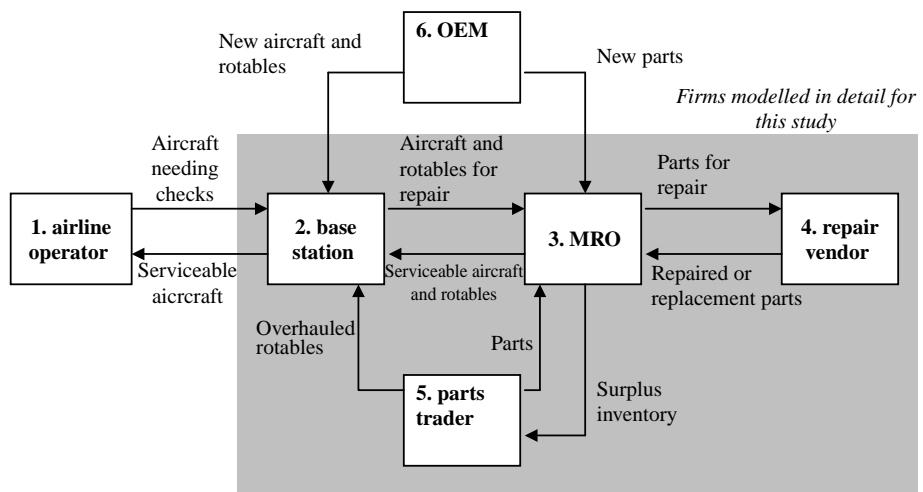 6. OEM
New aircraft and
rotables
New parts
Firms modelled in detail for
this study
Aircraft
needing
checks
Aircraft and
rotables for
repair
Parts for
repair
1. airline
operator
2. base
station
3. MRO
4. repair
vendor
Serviceable
aicrcraft
Serviceable aircraft
and rotables
Repaired or
replacement parts
Overhauled
rotables
Parts
5. parts
trader
Surplus
inventory